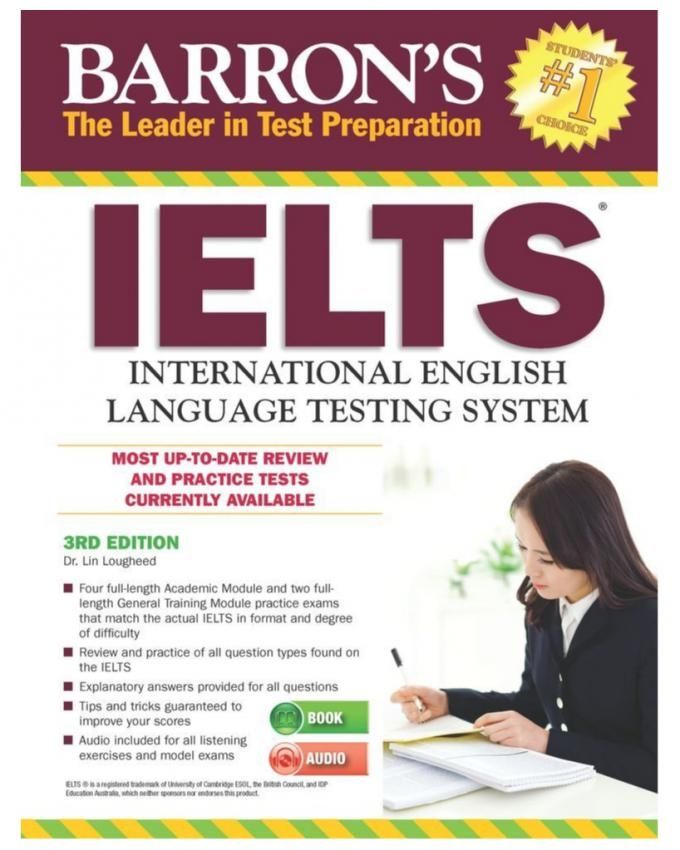 BARRON'S
The Leader in Test Preparation
STUDENTS'
#1
CHOICE
IELTS®
INTERNATIONAL ENGLISH
LANGUAGE TESTING SYSTEM
MOST UP-TO-DATE REVIEW
AND PRACTICE TESTS
CURRENTLY AVAILABLE
3RD EDITION
Dr. Lin Lougheed
■ Four full-length Academic Module and two full-
length General Training Module practice exams
that match the actual IELTS in format and degree
of difficulty
■ Review and practice of all question types found on
the IELTS
■ Explanatory answers provided for all questions
■ Tips and tricks guaranteed to
improve your scores
■ Audio included for all listening
exercises and model exams
BOOK
AUDIO
IELTS ® is a registered trademark of University of Cambridge ESOL, the British Council, and IDP
Education Australia, which neither sponsors nor endorses this product.